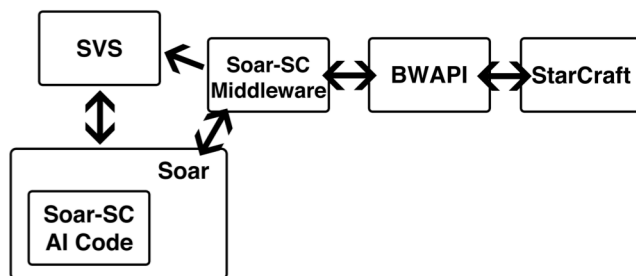 SVS
Soar-SC
Middleware
BWAPI
StarCraft
Soar
Soar-SC
AI Code